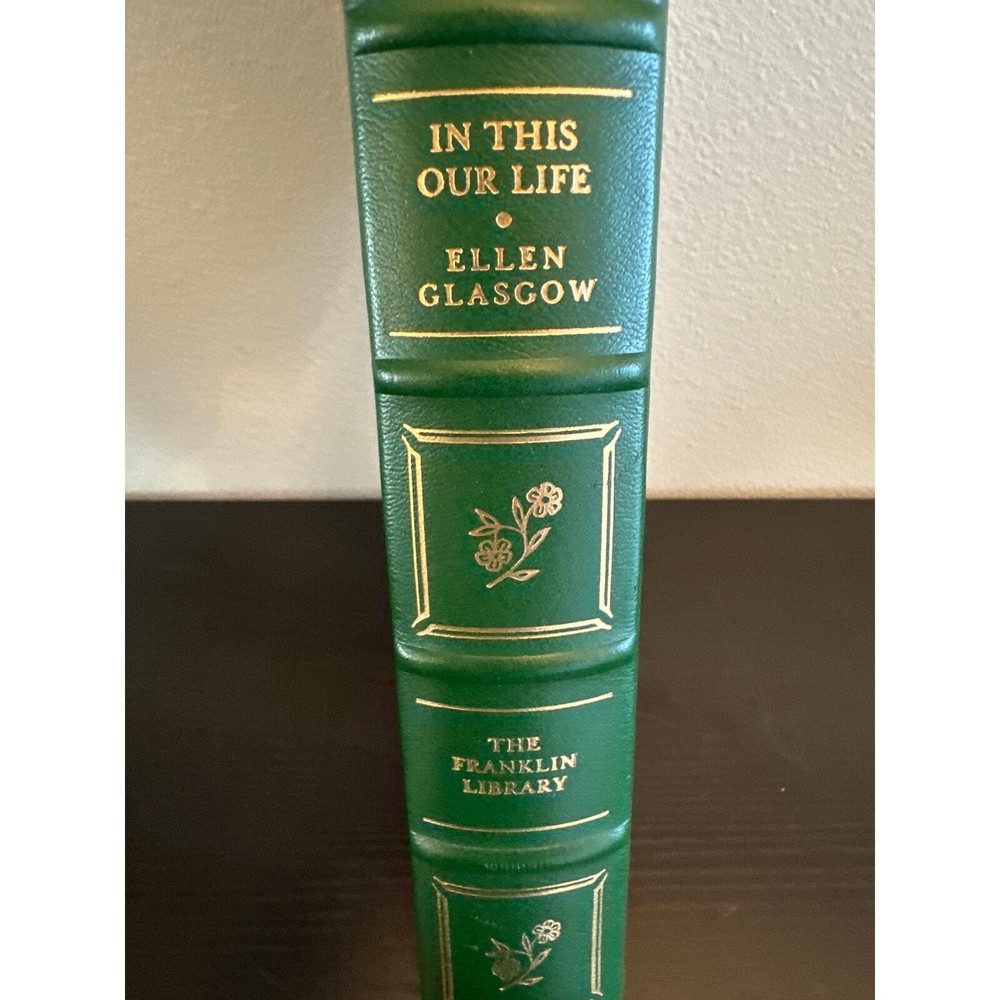 IN THIS
OUR LIFE
ELLEN
GLASGOW
THE
FRANKLIN
LIBRARY